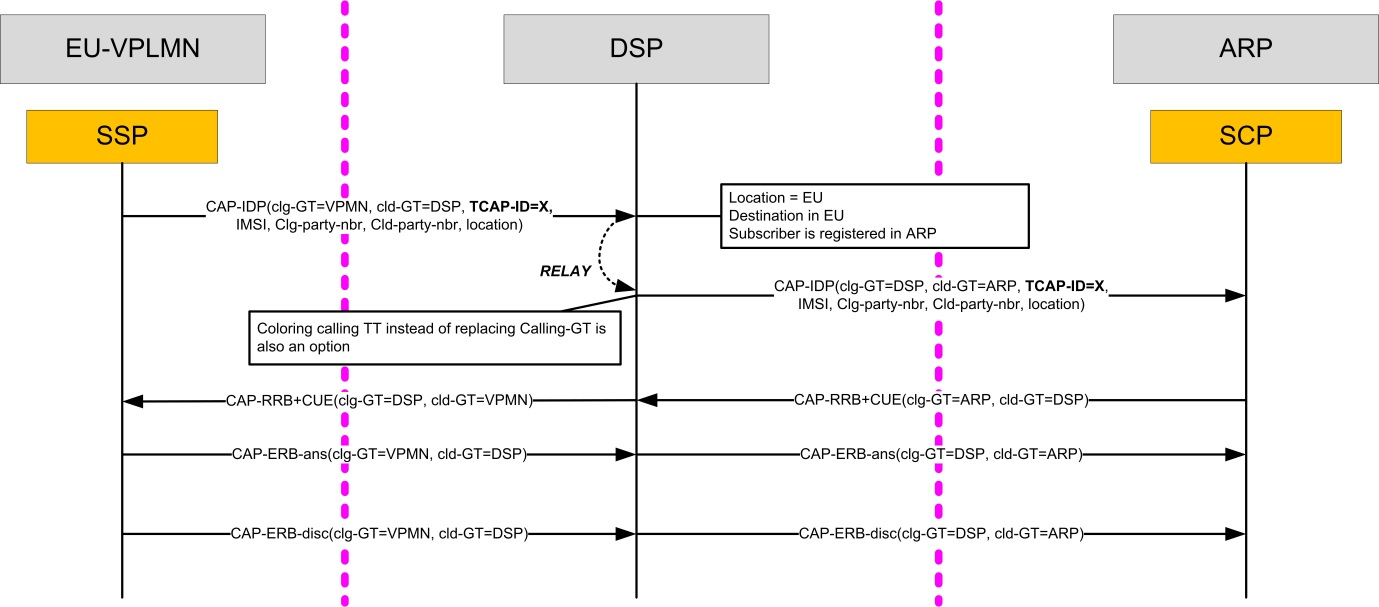 EU-VPLMN
DSP
ARP
SSP
SCP
CAP-IDP(clg-GT=VPMN, cld-GT=DSP, TCAP-ID=X,
IMSI, Clg-party-nbr, Cld-party-nbr, location)
Location = EU
Destination in EU
Subscriber is registered in ARP
RELAY
CAP-IDP(clg-GT=DSP, cld-GT=ARP, TCAP-ID=X,
IMSI, Clg-party-nbr, Cld-party-nbr, location)
Coloring calling TT instead of replacing Calling-GT is
also an option
CAP-RRB+CUE(clg-GT=DSP, cld-GT=VPMN)
CAP-RRB+CUE(clg-GT=ARP, cld-GT=DSP)
CAP-ERB-ans(clg-GT=VPMN, cld-GT=DSP)
CAP-ERB-ans(clg-GT=DSP, cld-GT=ARP)
CAP-ERB-disc(clg-GT=VPMN, cld-GT=DSP)
CAP-ERB-disc(clg-GT=DSP, cld-GT=ARP)